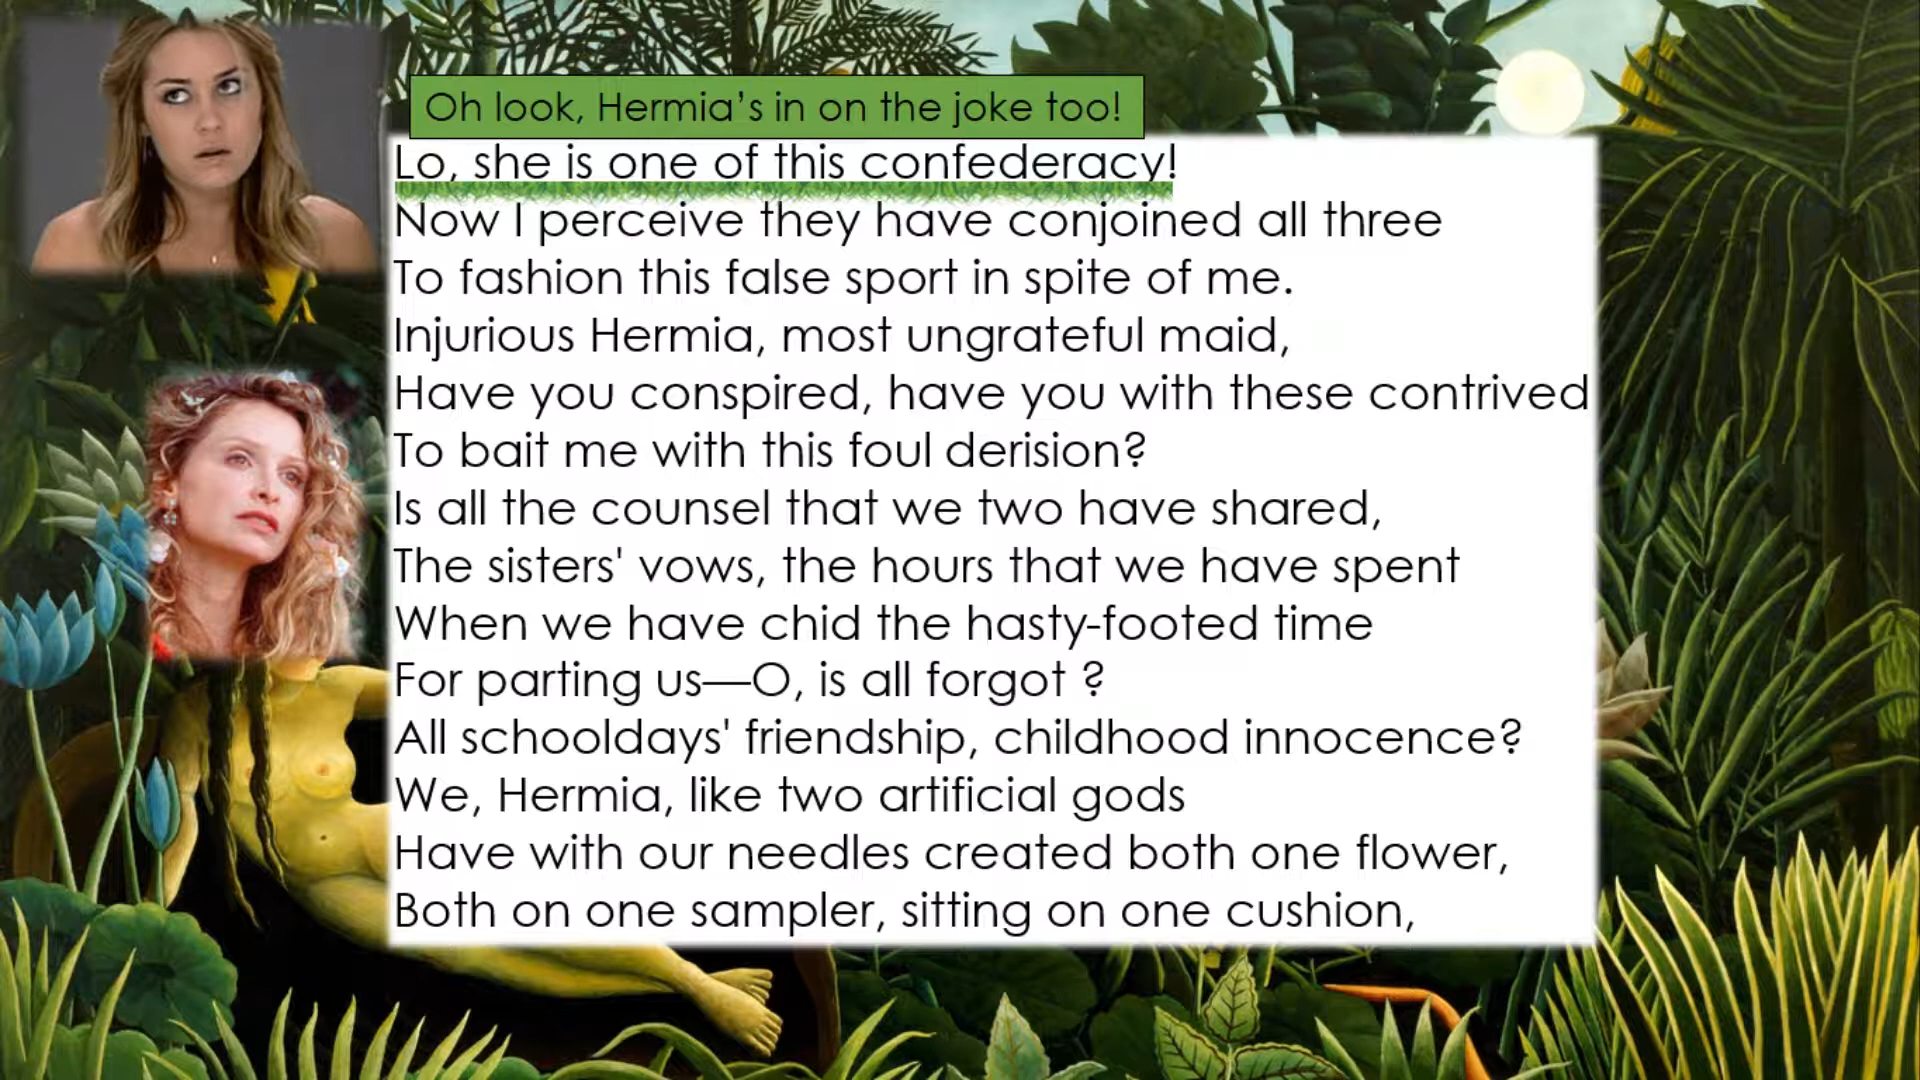 Oh look, Hermia’s in on the joke too!
Lo, she is one of this confederacy!
Now I perceive they have conjoined all three
To fashion this false sport in spite of me.
Injurious Hermia, most ungrateful maid,
Have you conspired, have you with these contrived
To bait me with this foul derision?
Is all the counsel that we two have shared,
The sisters' vows, the hours that we have spent
When we have chid the hasty-footed time
For parting us—O, is all forgot ?
All schooldays' friendship, childhood innocence?
We, Hermia, like two artificial gods
Have with our needles created both one flower,
Both on one sampler, sitting on one cushion,